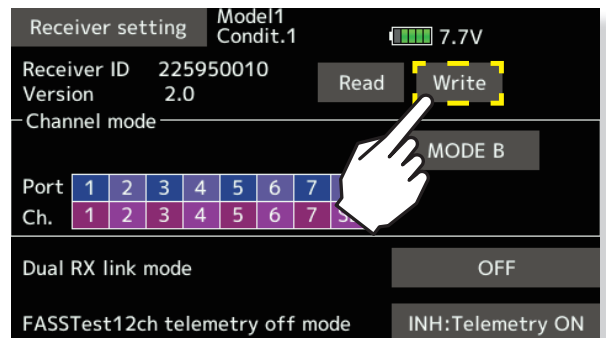 Receiver setting Model1
Condit.1 7.7V
Receiver ID 225950010 Read Write
Version 2.0
Channel mode
MODE B
Port 1 2 3 4 5 6 7
Ch. 1 2 3 4 5 6 7
Dual RX link mode OFF
FASSTest12ch telemetry off mode INH:Telemetry ON